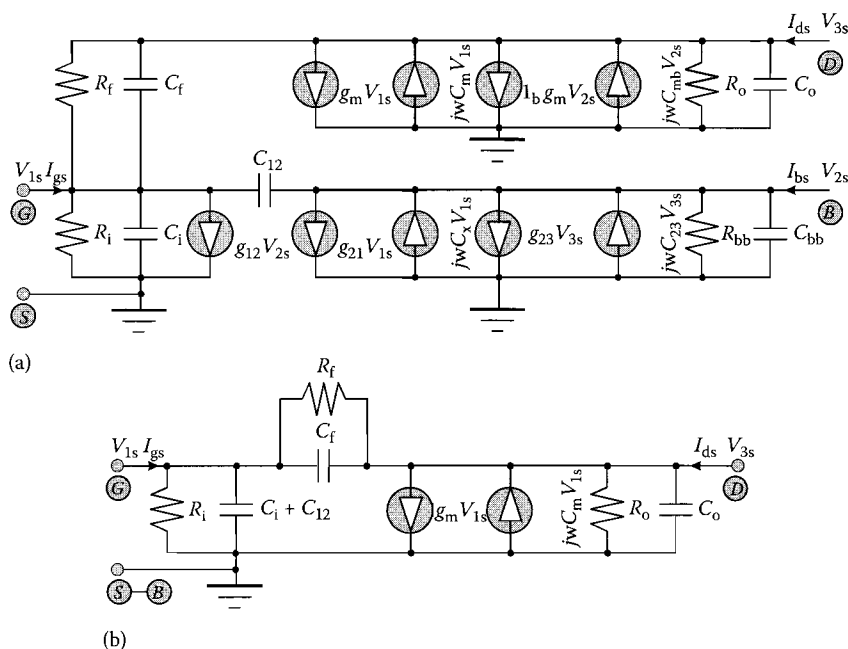 I_ds V_3s
D
R_f C_f
g_m V_1s
jwC_m V_1s
l_b g_m V_2s
jwC_mb V_2s
R_o C_o
C_12
V_1s I_gs
G
I_bs V_2s
B
R_i C_i
g_12 V_2s
g_21 V_1s
jwC_x V_1s
g_23 V_3s
jwC_23 V_3s
R_bb C_bb
S
(a)
R_f
C_f
V_1s I_gs
G
I_ds V_3s
D
R_i C_i + C_12
g_m V_1s
jwC_m V_1s
R_o C_o
S B
(b)